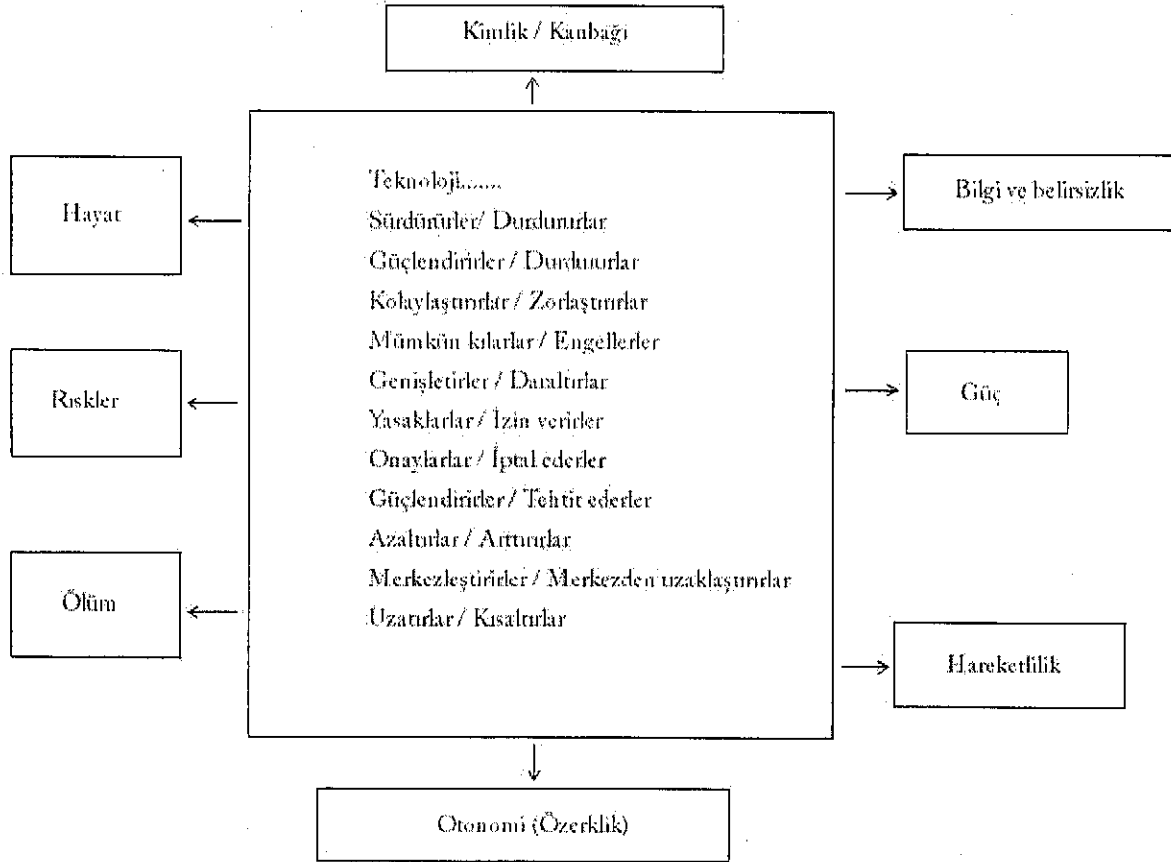 Kimlik / Kanbaği
Hayat
Riskler
Ölüm
Teknoloji......
Sürdürürler/ Durdururlar
Güçlendirirler / Durdururlar
Kolaylaştırırlar / Zorlaştırırlar
Mümkün kılarlar / Engellerler
Genişletirler / Daraltırlar
Yasaklarlar / İzin verirler
Onaylarlar / İptal ederler
Güçlendirirler / Tehtit ederler
Azaltırlar / Arttırırlar
Merkezleştirirler / Merkezden uzaklaştırırlar
Uzatırlar / Kısaltırlar
Bilgi ve belirsizlik
Güç
Hareketlilik
Otonomi (Özerklik)